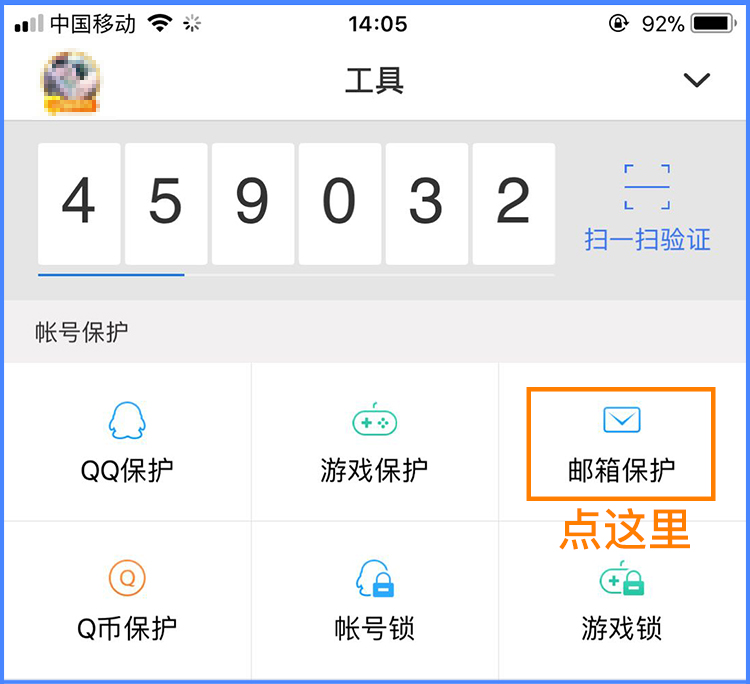 中国移动 14:05 92%
工具
4 5 9 0 3 2
扫一扫验证
帐号保护
QQ保护 游戏保护 邮箱保护
点这里
Q
Q币保护 帐号锁 游戏锁